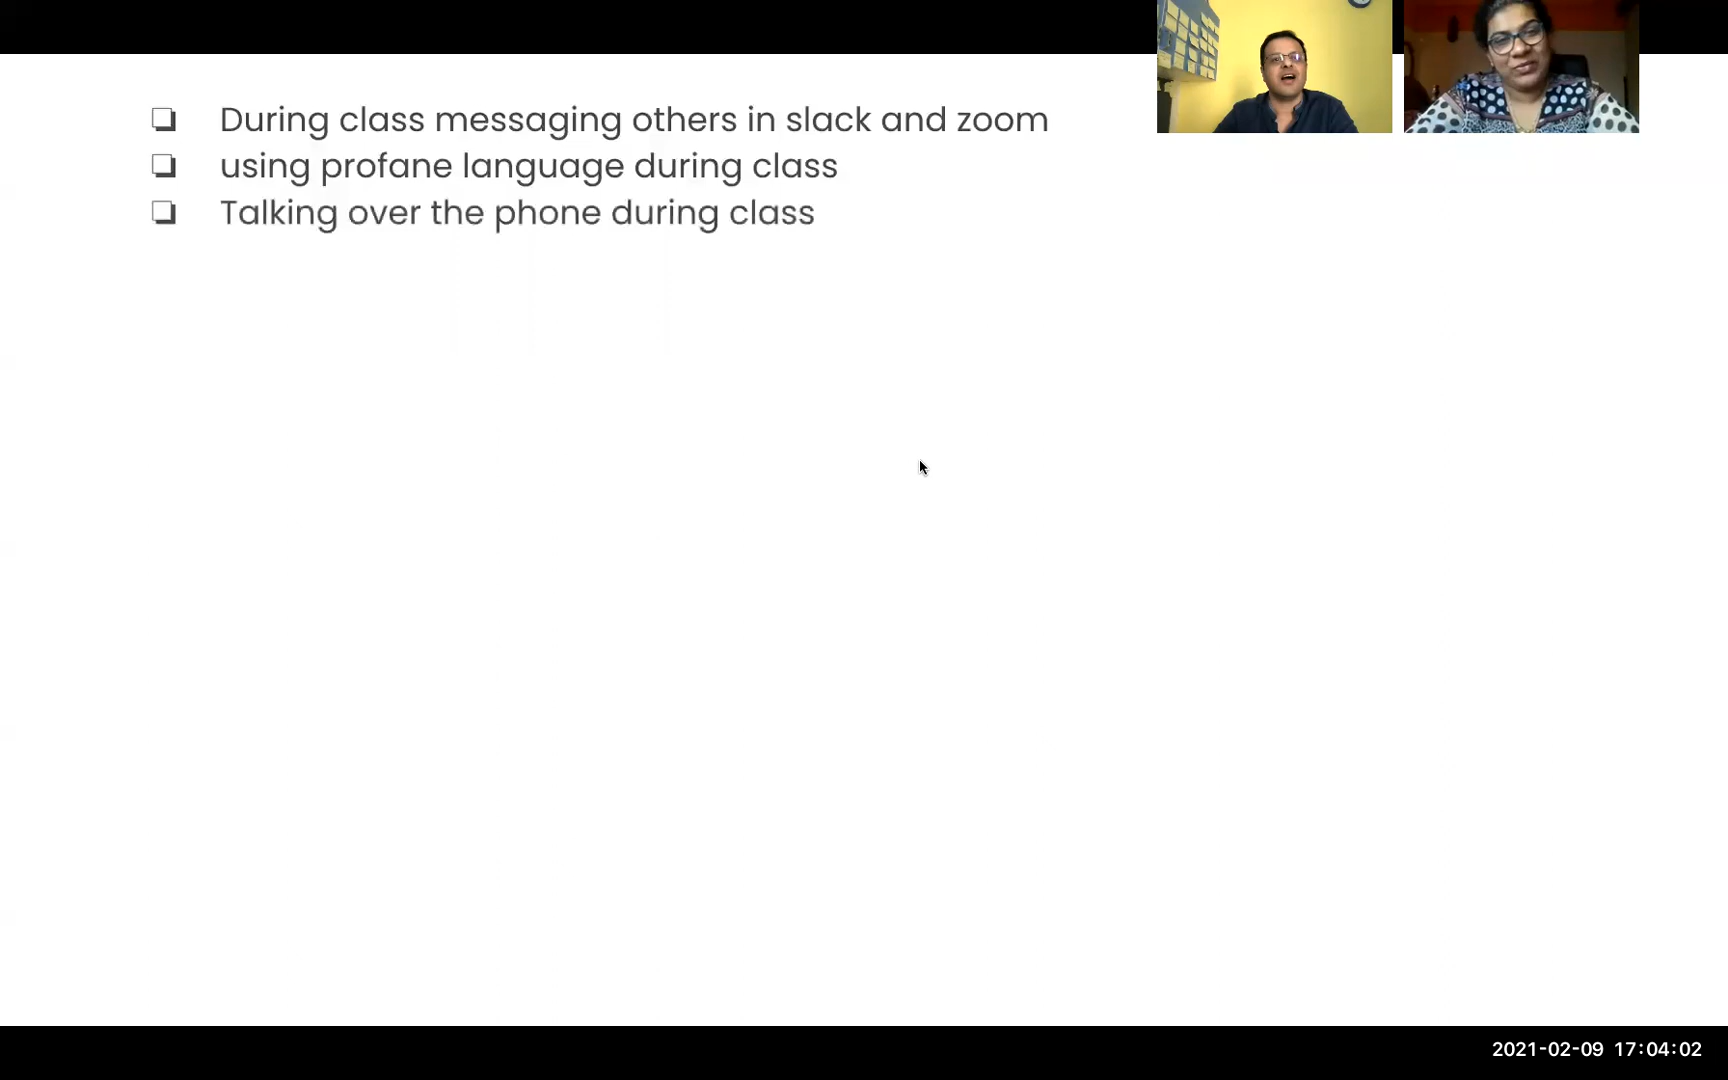 During class messaging others in slack and zoom
using profane language during class
Talking over the phone during class
2021-02-09 17:04:02